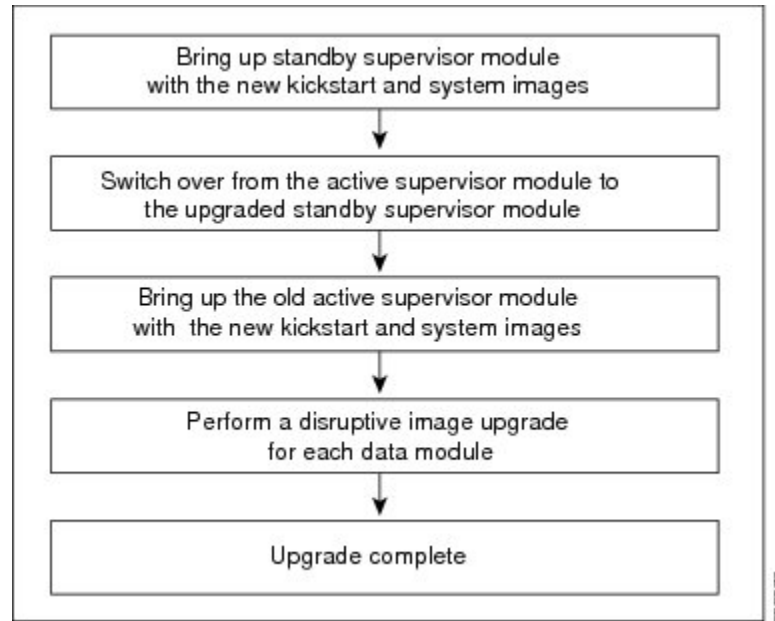 Bring up standby supervisor module
with the new kickstart and system images
Switch over from the active supervisor module to
the upgraded standby supervisor module
Bring up the old active supervisor module
with the new kickstart and system images
Perform a disruptive image upgrade
for each data module
Upgrade complete